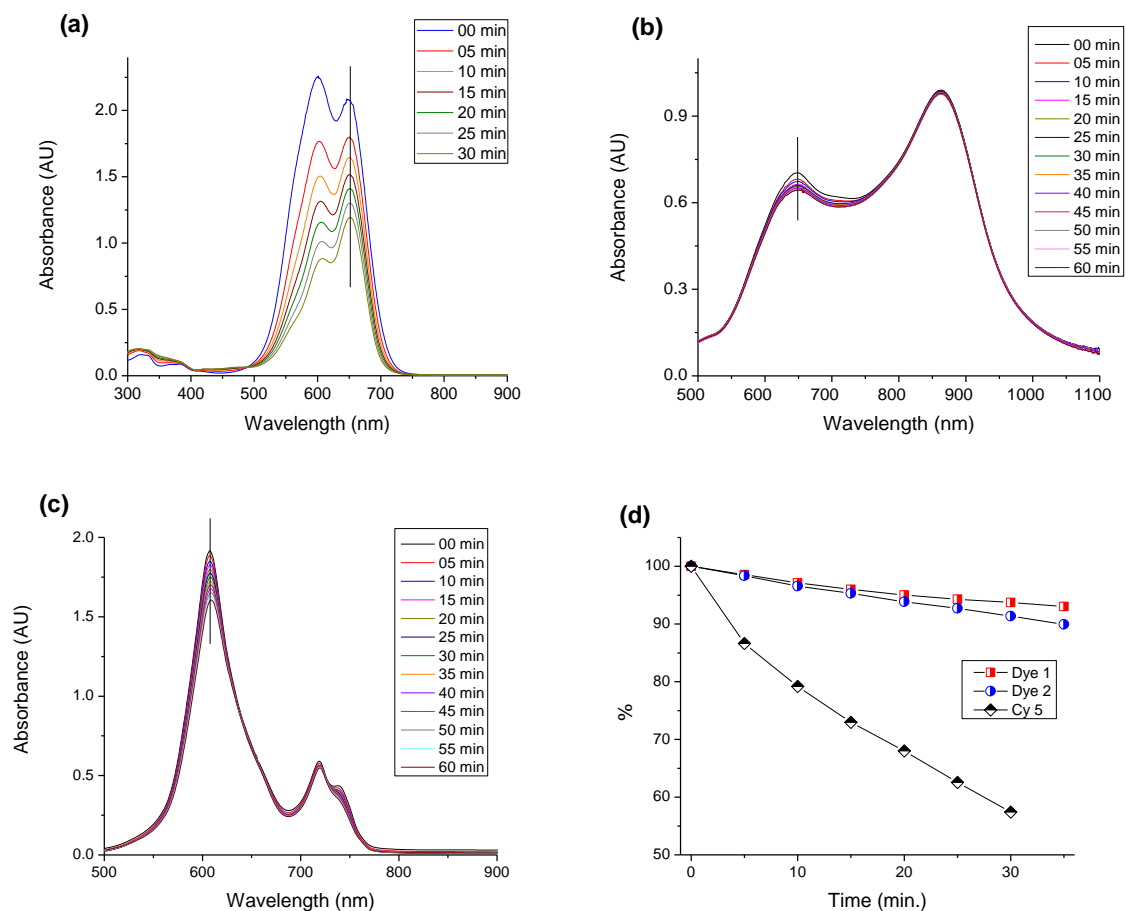 (a)
00 min
05 min
10 min
15 min
20 min
25 min
30 min
2.0
1.5
1.0
0.5
0.0
300 400 500 600 700 800 900
Absorbance (AU)
Wavelength (nm)
(b)
00 min
05 min
10 min
15 min
20 min
25 min
30 min
35 min
40 min
45 min
50 min
55 min
60 min
0.9
0.6
0.3
0.0
500 600 700 800 900 1000 1100
Absorbance (AU)
Wavelength (nm)
(c)
00 min
05 min
10 min
15 min
20 min
25 min
30 min
35 min
40 min
45 min
50 min
55 min
60 min
2.0
1.5
1.0
0.5
0.0
500 600 700 800 900
Absorbance (AU)
Wavelength (nm)
(d)
100
90
80
70
60
50
Dye 1
Dye 2
Cy 5
0 10 20 30
%
Time (min.)